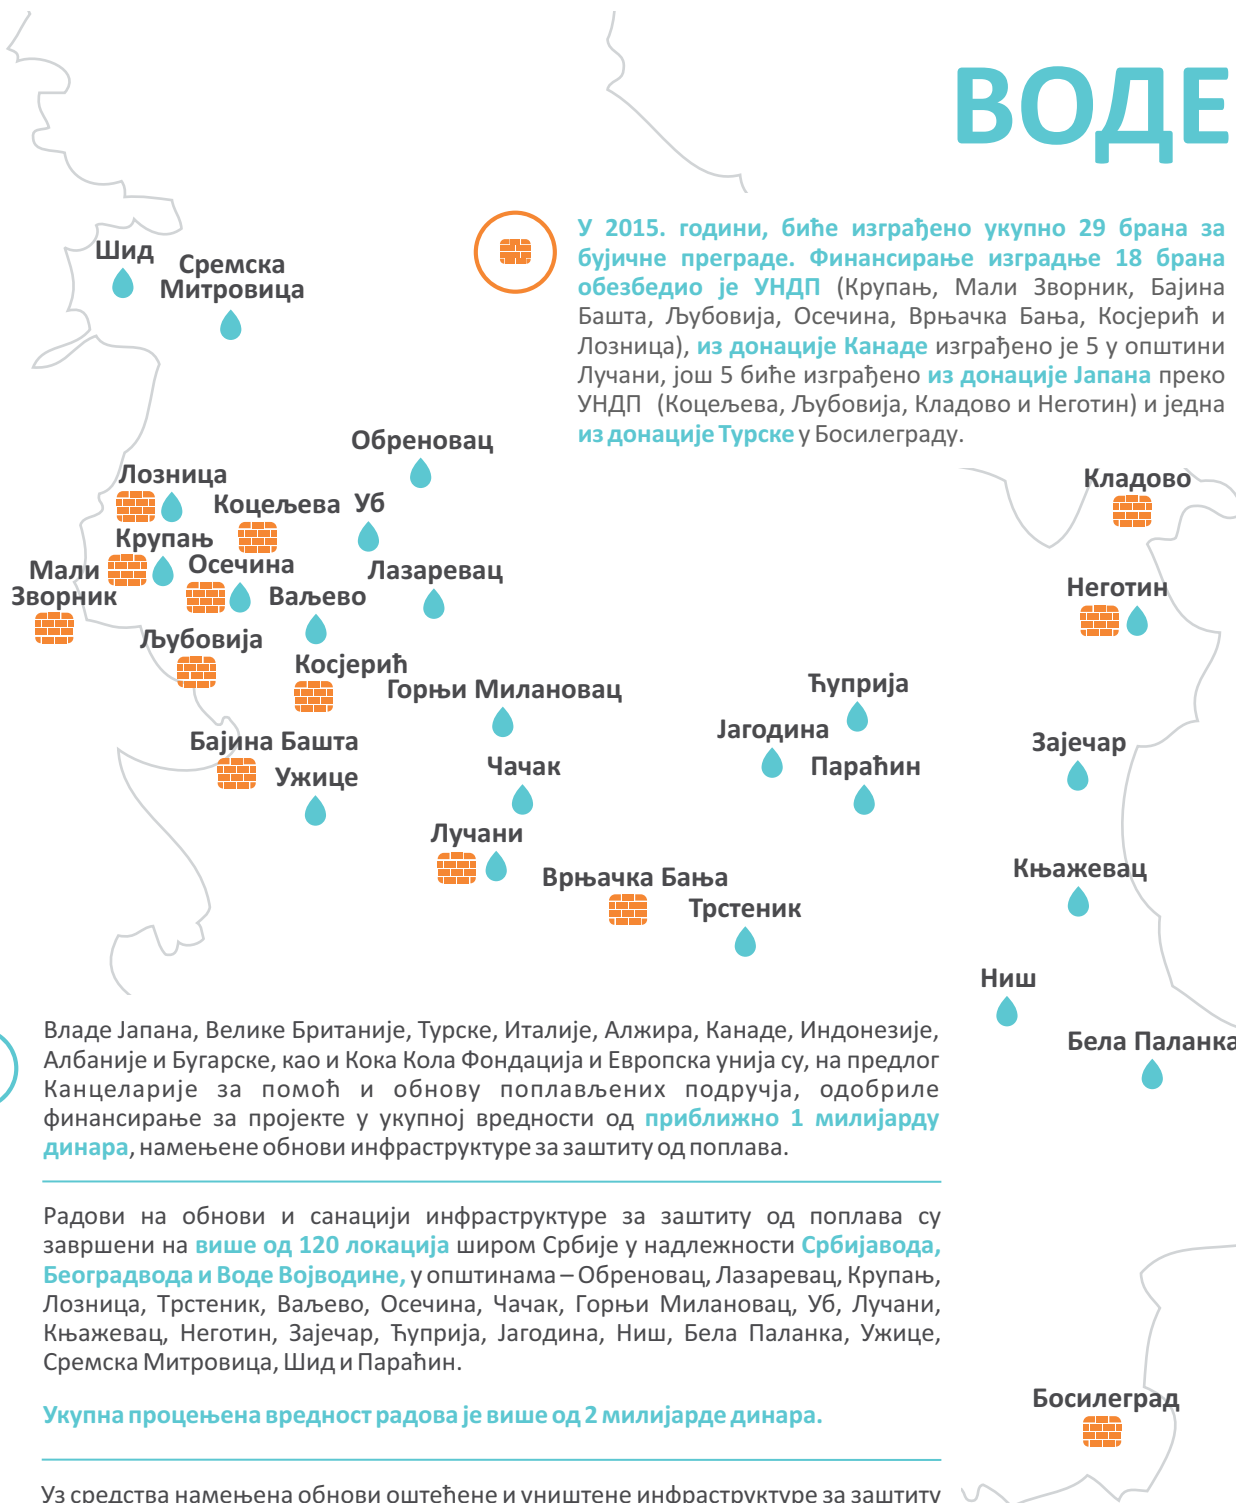 ВОДЕ
У 2015. години, биће изграђено укупно 29 брана за
бујичне преграде. Финансирање изградње 18 брана
обезбедио је УНДП (Крупањ, Мали Зворник, Бајина
Башта, Љубовија, Осечина, Врњачка Бања, Косјерић и
Лозница), из донације Канаде изграђено је 5 у општини
Лучани, још 5 биће изграђено из донације Јапана преко
УНДП (Коцељева, Љубовија, Кладово и Неготин) и једна
из донације Турске у Босилеграду.
Шид
Сремска
Митровица
Обреновац
Лозница
Коцељева
Уб
Кладово
Крупањ
Осечина
Лазаревац
Мали
Зворник
Ваљево
Неготин
Љубовија
Косјерић
Горњи Милановац
Ћуприја
Јагодина
Бајина Башта
Зајечар
Ужице
Чачак
Параћин
Лучани
Врњачка Бања
Књажевац
Трстеник
Ниш
Бела Паланка
Владе Јапана, Велике Британије, Турске, Италије, Алжира, Канаде, Индонезије,
Албаније и Бугарске, као и Кока Кола Фондација и Европска унија су, на предлог
Канцеларије за помоћ и обнову поплављених подручја, одобриле
финансирање за пројекте у укупној вредности од приближно 1 милијарду
динара, намењене обнови инфраструктуре за заштиту од поплава.
Радови на обнови и санацији инфраструктуре за заштиту од поплава су
завршени на више од 120 локација широм Србије у надлежности Србијавода,
Београдвода и Воде Војводине, у општинама – Обреновац, Лазаревац, Крупањ,
Лозница, Трстеник, Ваљево, Осечина, Чачак, Горњи Милановац, Уб, Лучани,
Књажевац, Неготин, Зајечар, Ћуприја, Јагодина, Ниш, Бела Паланка, Ужице,
Сремска Митровица, Шид и Параћин.
Босилеград
Укупна процењена вредност радова је више од 2 милијарде динара.
Уз средства намењена обнови оштећене и уништене инфраструктуре за заштиту